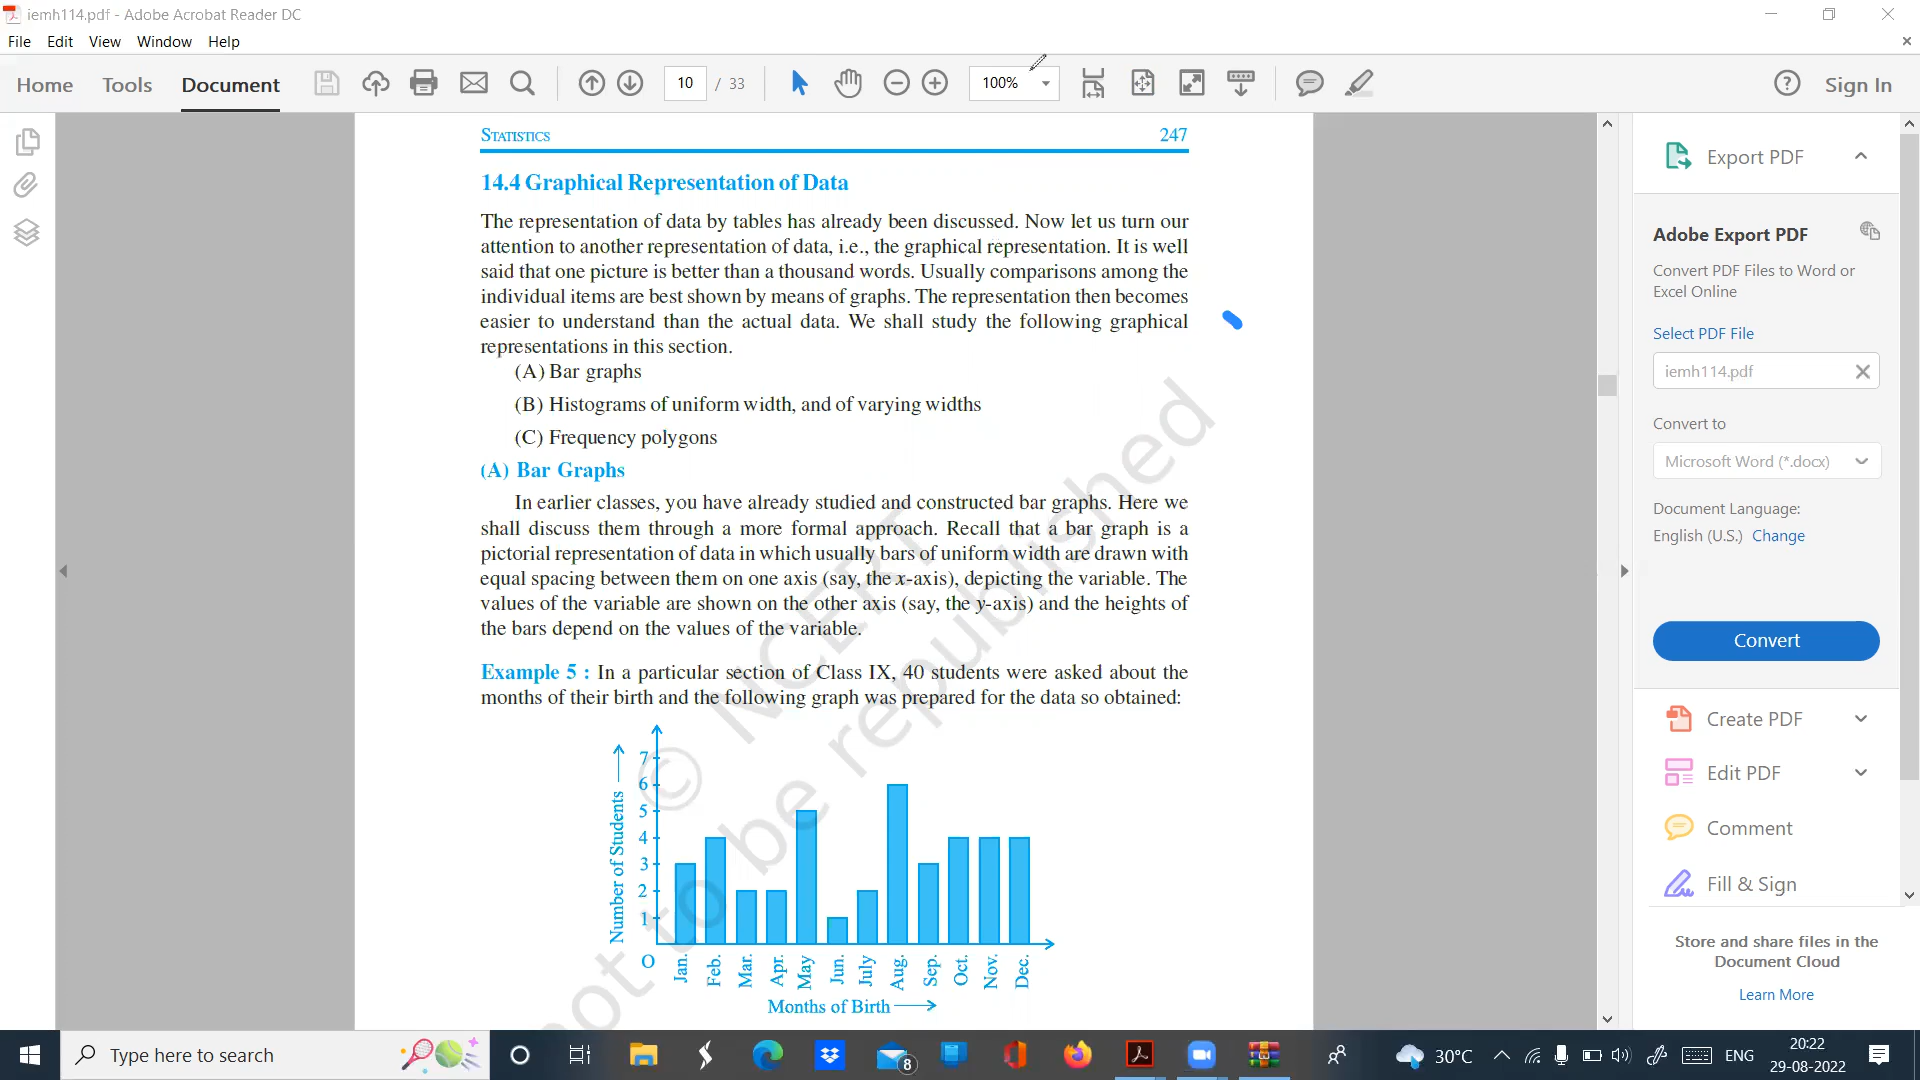 iemh114.pdf - Adobe Acrobat Reader DC
File Edit View Window Help
Home Tools Document 10 / 33 100% Sign In
STATISTICS 247
14.4 Graphical Representation of Data
The representation of data by tables has already been discussed. Now let us turn our
attention to another representation of data, i.e., the graphical representation. It is well
said that one picture is better than a thousand words. Usually comparisons among the
individual items are best shown by means of graphs. The representation then becomes
easier to understand than the actual data. We shall study the following graphical
representations in this section.
(A) Bar graphs
(B) Histograms of uniform width, and of varying widths
(C) Frequency polygons
(A) Bar Graphs
In earlier classes, you have already studied and constructed bar graphs. Here we
shall discuss them through a more formal approach. Recall that a bar graph is a
pictorial representation of data in which usually bars of uniform width are drawn with
equal spacing between them on one axis (say, the x-axis), depicting the variable. The
values of the variable are shown on the other axis (say, the y-axis) and the heights of
the bars depend on the values of the variable.
Example 5 : In a particular section of Class IX, 40 students were asked about the
months of their birth and the following graph was prepared for the data so obtained:
Number of Students
7
6
5
4
3
2
1
O
Jan. Feb. Mar. Apr. May Jun. July Aug. Sep. Oct. Nov. Dec.
Months of Birth
© NCERT
not to be republished
Export PDF
Adobe Export PDF
Convert PDF Files to Word or
Excel Online
Select PDF File
iemh114.pdf
Convert to
Microsoft Word (*.docx)
Document Language:
English (U.S.) Change
Convert
Create PDF
Edit PDF
Comment
Fill & Sign
Store and share files in the
Document Cloud
Learn More
Type here to search
8
30°C
ENG
20:22
29-08-2022